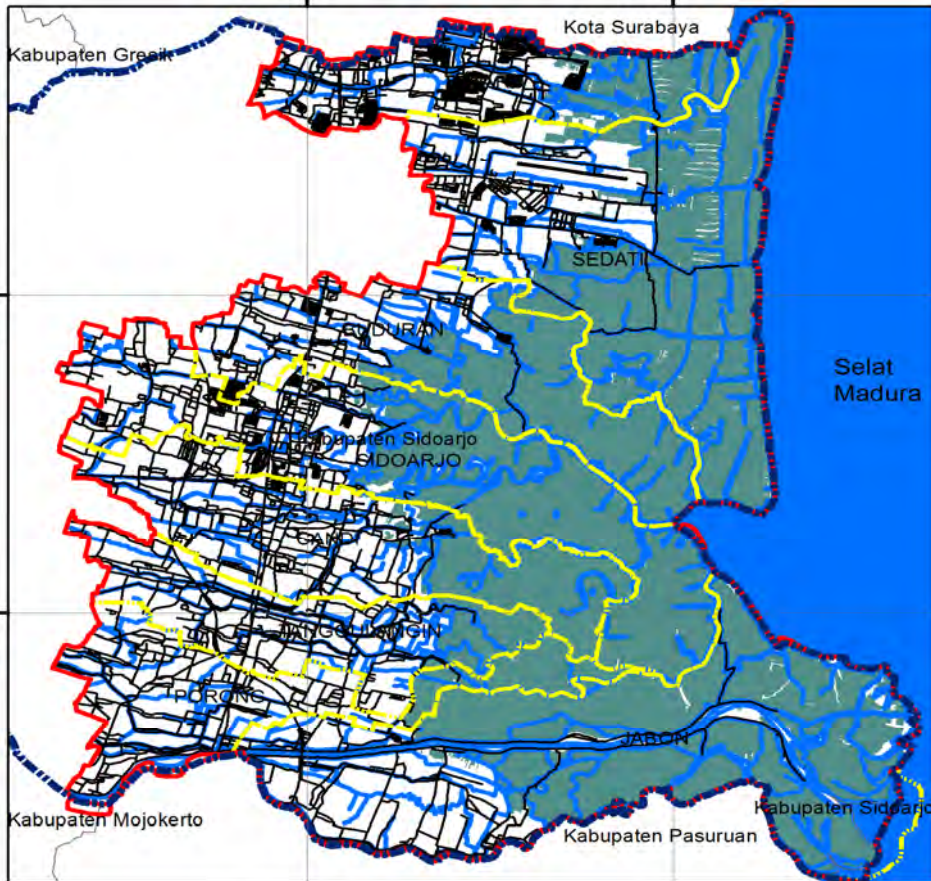 Kota Surabaya
Kabupaten Gresik
SEDATI
BUDURAN
Selat
Madura
Kabupaten Sidoarjo
SIDOARJO
CANDI
TANGGULANGIN
PORONG
JABON
Kabupaten Sidoarjo
Kabupaten Mojokerto
Kabupaten Pasuruan